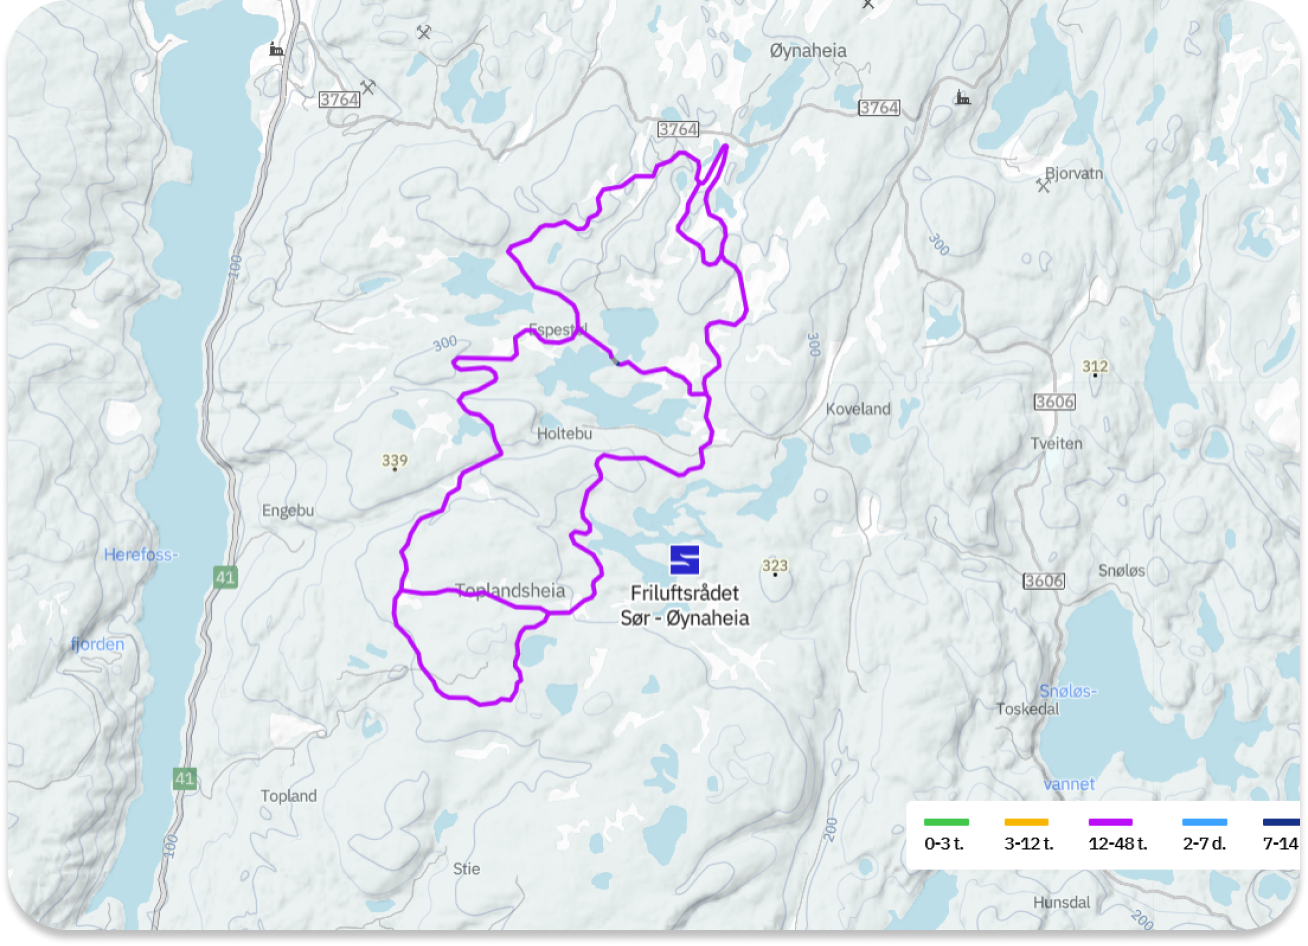 Øynaheia
3764
3764
3764
Bjorvatn
300
100
Espestøl
300
300
312
3606
Koveland
Holtebu
Tveiten
339
Engebu
Herefoss-
41
323
Snøløs
3606
Toplandsheia
Friluftsrådet
Sør - Øynaheia
fjorden
Snøløs-
Toskedal
41
vannet
Topland
200
100
0-3 t.
3-12 t.
12-48 t.
2-7 d.
7-14
Stie
Hunsdal
200